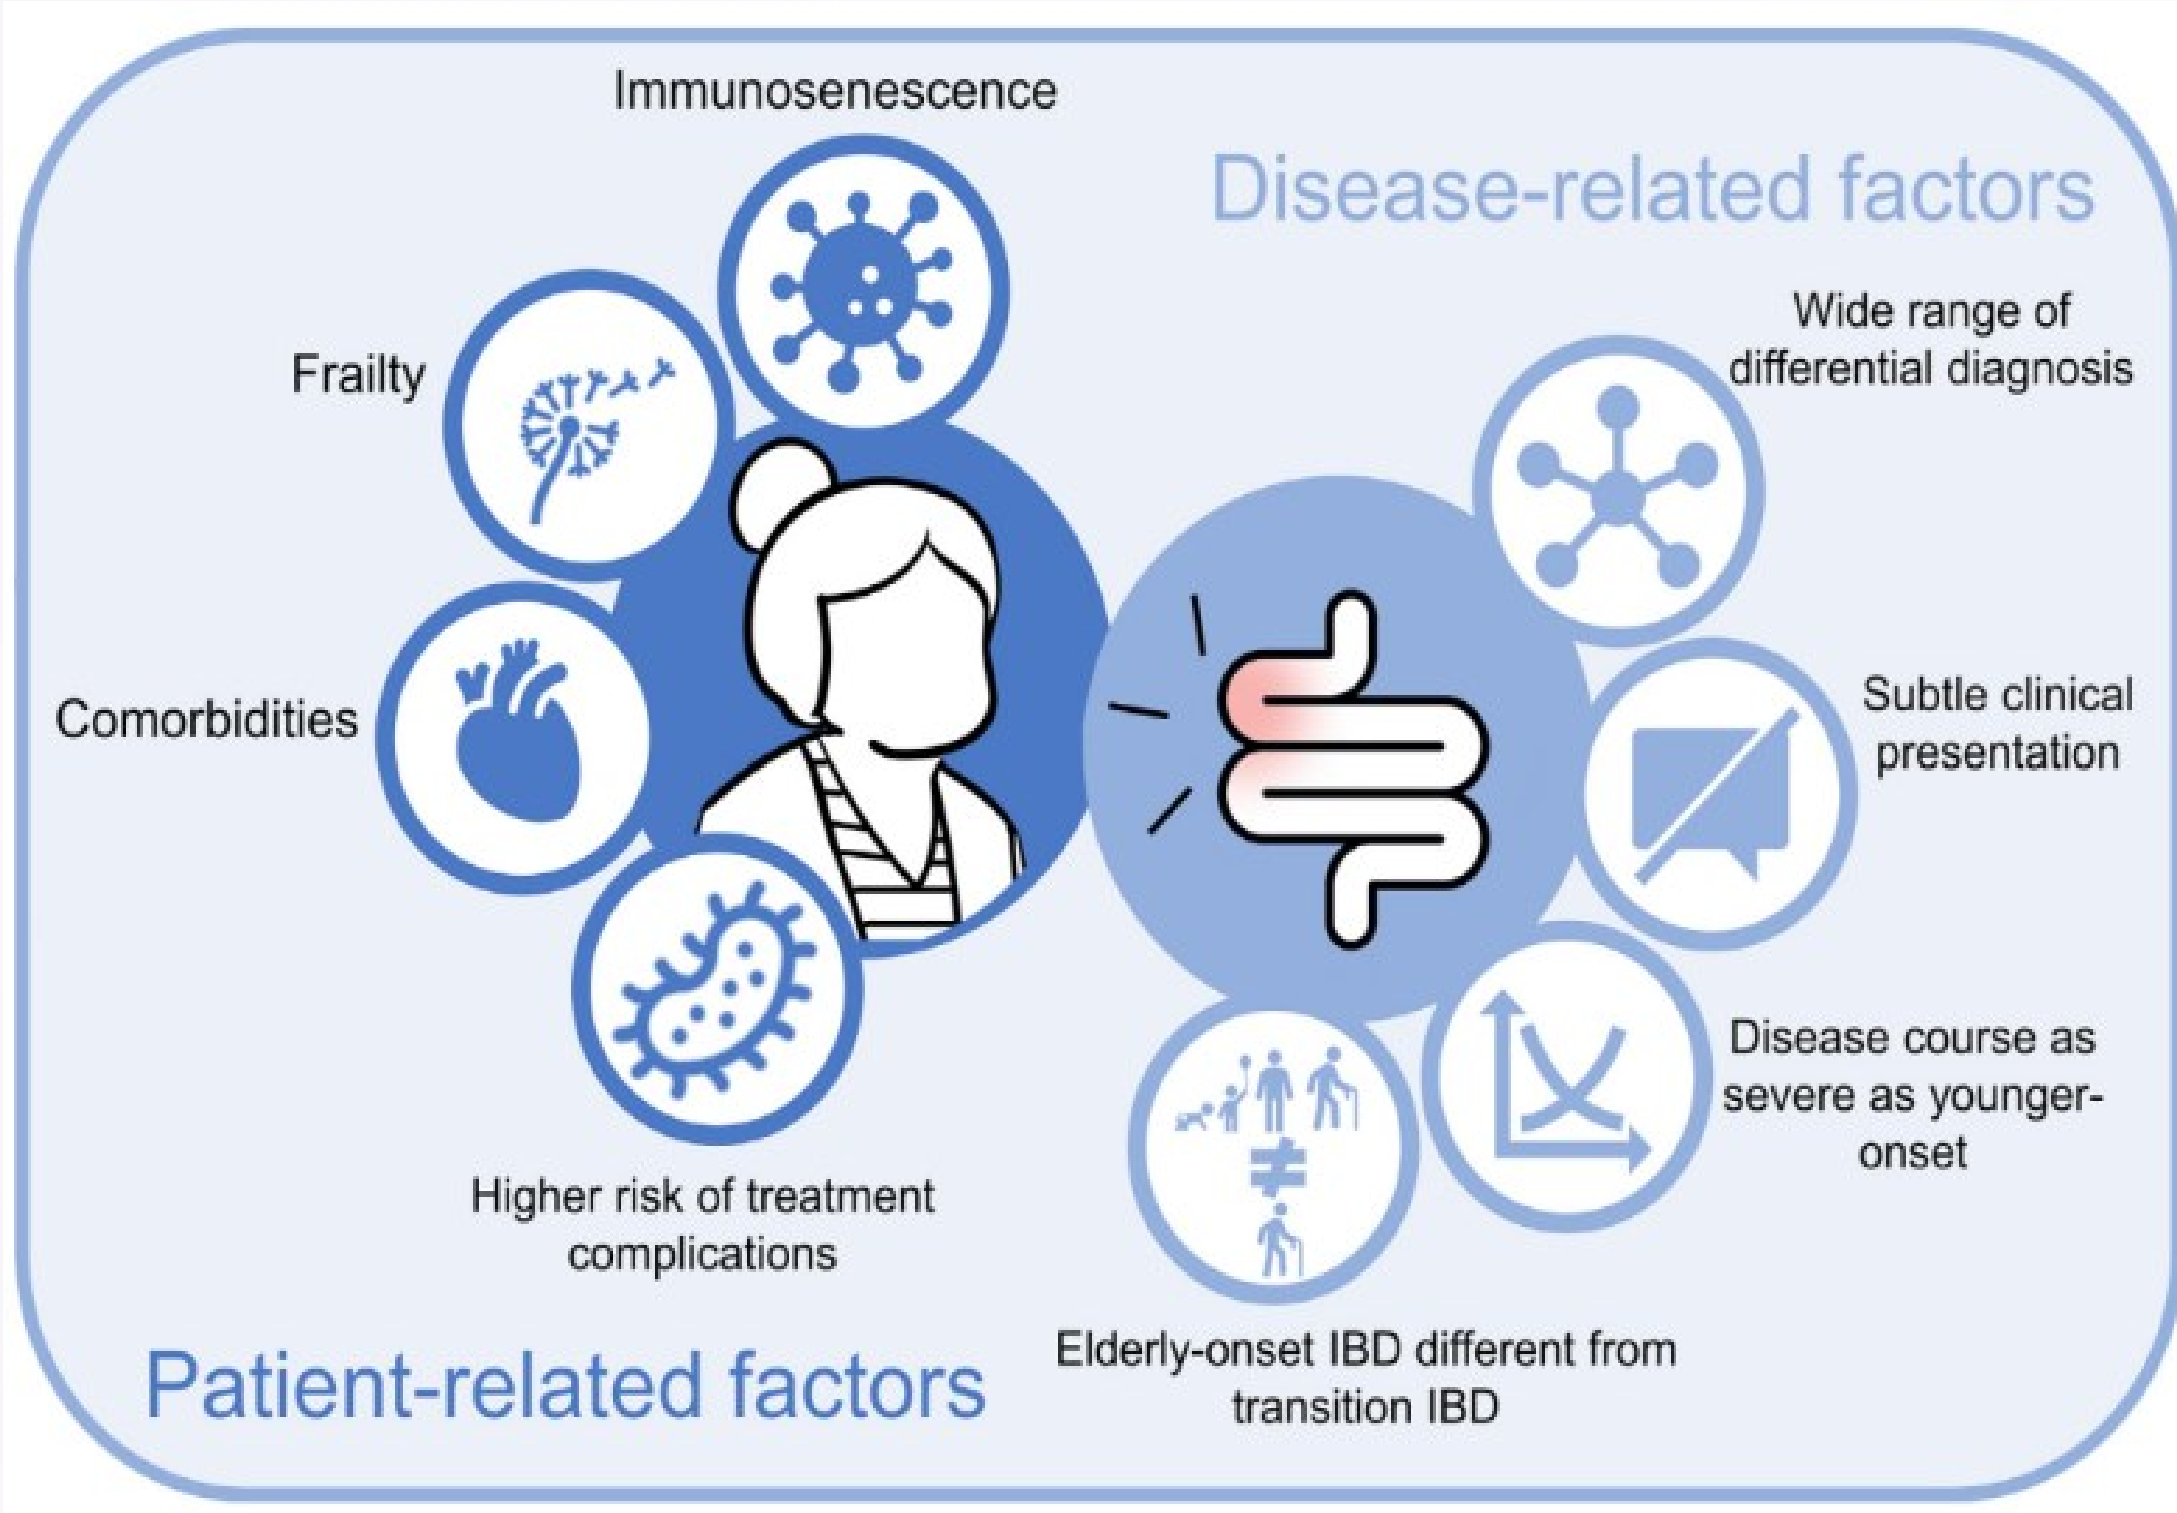 Immunosenescence
Disease-related factors
Frailty
Wide range of
differential diagnosis
Comorbidities
Subtle clinical
presentation
Higher risk of treatment
complications
Disease course as
severe as younger-
onset
Patient-related factors
Elderly-onset IBD different from
transition IBD